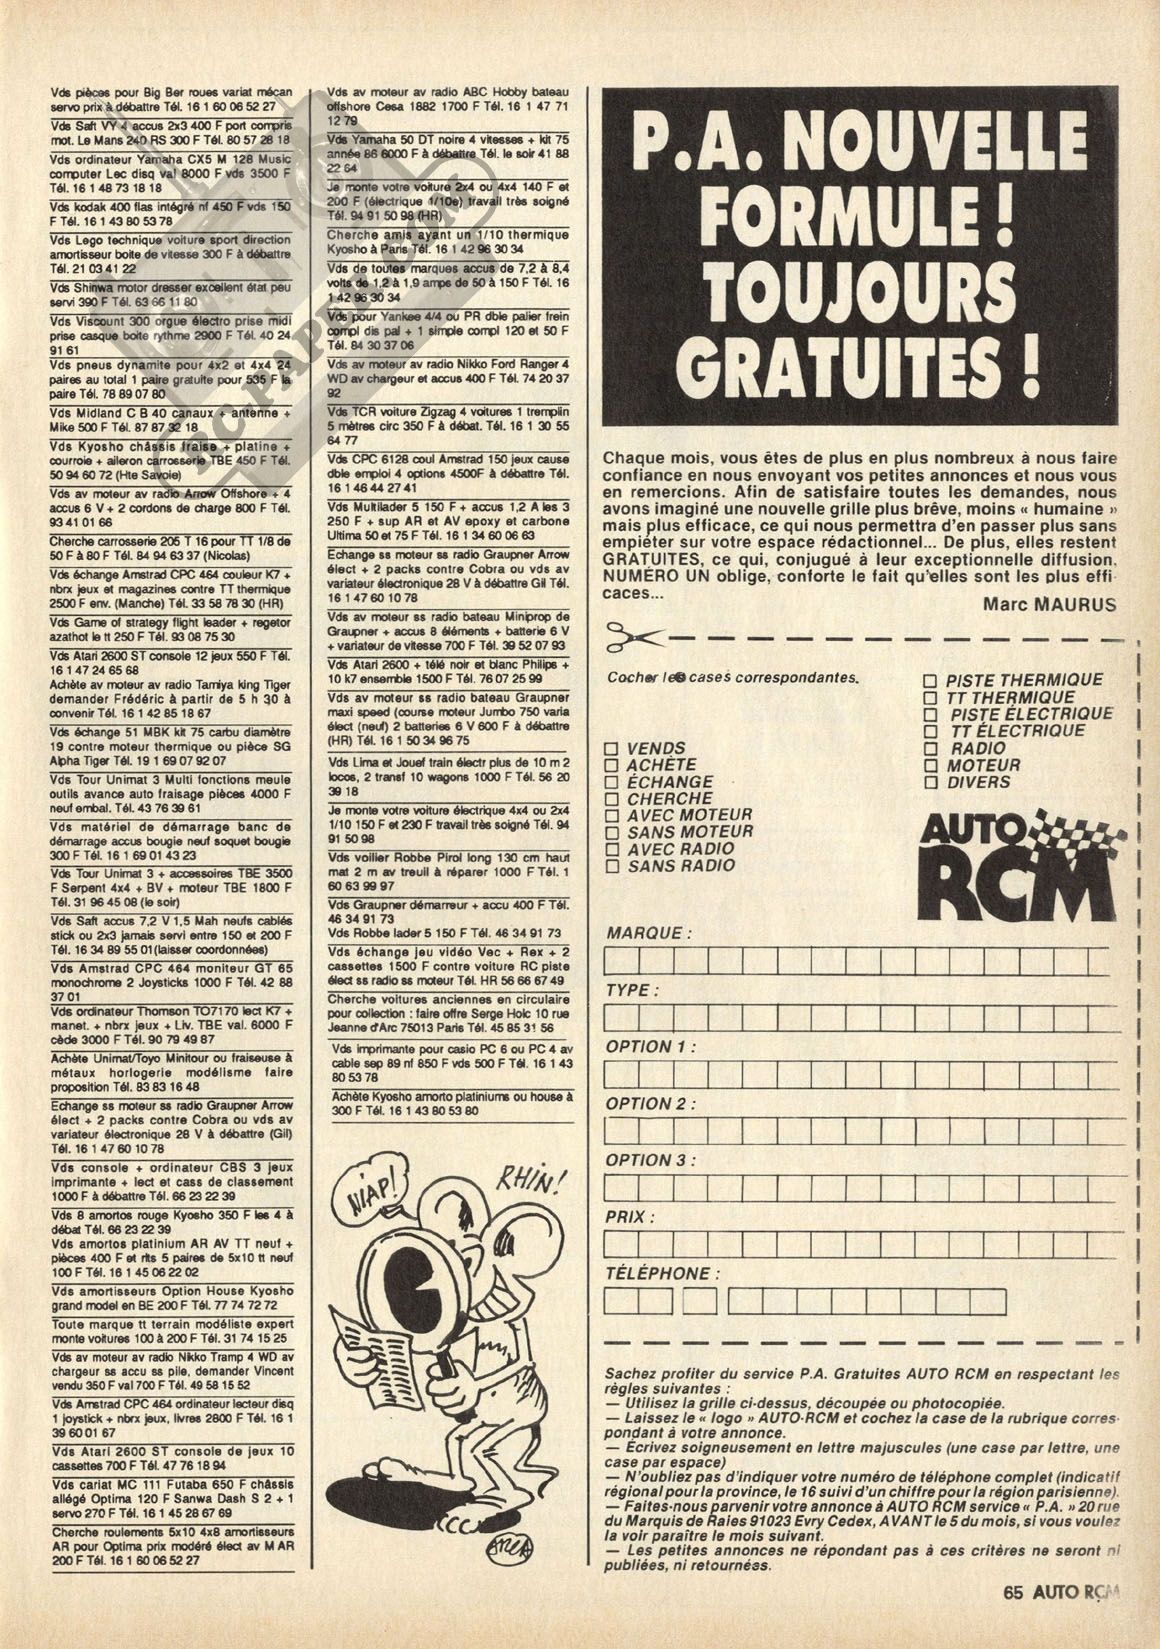 Vds pièces pour Big Ber roues variat mécan
servo prix à débattre Tél. 16 1 60 06 52 27
Vds Saft VY 4 accus 2x3 400 F port compris
mot. Le Mans 240 RS 300 F Tél. 80 57 28 18
Vds ordinateur Yamaha CX5 M 128 Music
computer Lec disq val 8000 F vds 3500 F
Tél. 16 1 48 73 18 18
Vds kodak 400 flas intégré nf 450 F vds 150
F Tél. 16 1 43 80 53 78
Vds Lego technique voiture sport direction
amortisseur boite de vitesse 300 F à débattre
Tél. 21 03 41 22
Vds Shinwa motor dresser excellent état peu
servi 390 F Tél. 63 66 11 80
Vds Viscount 300 orgue électro prise midi
prise casque boite rythme 2900 F Tél. 40 24
91 61
Vds pneus dynamite pour 4x2 et 4x4 24
paires au total 1 paire gratuite pour 535 F la
paire Tél. 78 89 07 80
Vds Midland C B 40 canaux + antenne +
Mike 500 F Tél. 87 87 32 18
Vds Kyosho châssis fraise + platine +
courroie + aileron carrosserie TBE 450 F Tél.
50 94 60 72 (Hte Savoie)
Vds av moteur av radio Arrow Offshore + 4
accus 6 V + 2 cordons de charge 800 F Tél.
93 41 01 66
Cherche carrosserie 205 T 16 pour TT 1/8 de
50 F à 80 F Tél. 84 94 63 37 (Nicolas)
Vds échange Amstrad CPC 464 couleur K7 +
nbrx jeux et magazines contre TT thermique
2500 F env. (Manche) Tél. 33 58 78 30 (HR)
Vds Game of strategy flight leader + regetor
azathot le tt 250 F Tél. 93 08 75 30
Vds Atari 2600 ST console 12 jeux 550 F Tél.
16 1 47 24 65 68
Achète av moteur av radio Tamiya king Tiger
demander Frédéric à partir de 5 h 30 à
convenir Tél. 16 1 42 85 18 67
Vds échange 51 MBK kit 75 carbu diamètre
19 contre moteur thermique ou pièce SG
Alpha Tiger Tél. 19 1 69 07 92 07
Vds Tour Unimat 3 Multi fonctions meule
outils avance auto fraisage pièces 4000 F
neuf embal. Tél. 43 76 39 61
Vds matériel de démarrage banc de
démarrage accus bougie neuf soquet bougie
300 F Tél. 16 1 69 01 43 23
Vds Tour Unimat 3 + accessoires TBE 3500
F Serpent 4x4 + BV + moteur TBE 1800 F
Tél. 31 96 45 08 (le soir)
Vds Saft accus 7,2 V 1,5 Mah neufs cablés
stick ou 2x3 jamais servi entre 150 et 200 F
Tél. 16 34 89 55 01 (laisser coordonnées)
Vds Amstrad CPC 464 moniteur GT 65
monochrome 2 Joysticks 1000 F Tél. 42 88
37 01
Vds ordinateur Thomson TO7170 lect K7 +
manet. + nbrx jeux + Liv. TBE val. 6000 F
cède 3000 F Tél. 90 79 49 87
Achète Unimat/Toyo Minitour ou fraiseuse à
métaux horlogerie modélisme faire
proposition Tél. 83 83 16 48
Echange ss moteur ss radio Graupner Arrow
élect + 2 packs contre Cobra ou vds av
variateur électronique 28 V à débattre (Gil)
Tél. 16 1 47 60 10 78
Vds console + ordinateur CBS 3 jeux
imprimante + lect et cass de classement
1000 F à débattre Tél. 66 23 22 39
Vds 8 amortos rouge Kyosho 350 F les 4 à
débat Tél. 66 23 22 39
Vds amortos platinium AR AV TT neuf +
pièces 400 F et rlts 5 paires de 5x10 tt neuf
100 F Tél. 16 1 45 06 22 02
Vds amortisseurs Option House Kyosho
grand model en BE 200 F Tél. 77 74 72 72
Toute marque tt terrain modéliste expert
monte voitures 100 à 200 F Tél. 31 74 15 25
Vds av moteur av radio Nikko Tramp 4 WD av
chargeur ss accu ss pile, demander Vincent
vendu 350 F val 700 F Tél. 49 58 15 52
Vds Amstrad CPC 464 ordinateur lecteur disq
1 joystick + nbrx jeux, livres 2800 F Tél. 16 1
39 60 01 67
Vds Atari 2600 ST console de jeux 10
cassettes 700 F Tél. 47 76 18 94
Vds cariat MC 111 Futaba 650 F châssis
allégé Optima 120 F Sanwa Dash S 2 + 1
servo 270 F Tél. 16 1 45 28 67 69
Cherche roulements 5x10 4x8 amortisseurs
AR pour Optima prix modéré élect av M AR
200 F Tél. 16 1 60 06 52 27
Vds av moteur av radio ABC Hobby bateau
offshore Cesa 1882 1700 F Tél. 16 1 47 71
12 79
Vds Yamaha 50 DT noire 4 vitesses + kit 75
année 86 6000 F à débattre Tél. le soir 41 88
22 64
Je monte votre voiture 2x4 ou 4x4 140 F et
200 F (électrique 1/10e) travail très soigné
Tél. 94 91 50 98 (HR)
Cherche amis ayant un 1/10 thermique
Kyosho à Paris Tél. 16 1 42 96 30 34
Vds de toutes marques accus de 7,2 à 8,4
volts de 1,2 à 1,9 amps de 50 à 150 F Tél. 16
1 42 96 30 34
Vds pour Yankee 4/4 ou PR dble palier frein
compl dis pal + 1 simple compl 120 et 50 F
Tél. 84 30 37 06
Vds av moteur av radio Nikko Ford Ranger 4
WD av chargeur et accus 400 F Tél. 74 20 37
92
Vds TCR voiture Zigzag 4 voitures 1 tremplin
5 mètres circ 350 F à débat. Tél. 16 1 30 55
64 77
Vds CPC 6128 coul Amstrad 150 jeux cause
dble emploi 4 options 4500F à débattre Tél.
16 1 46 44 27 41
Vds Multilader 5 150 F + accus 1,2 A les 3
250 F + sup AR et AV epoxy et carbone
Ultima 50 et 75 F Tél. 16 1 34 60 06 63
Echange ss moteur ss radio Graupner Arrow
élect + 2 packs contre Cobra ou vds av
variateur électronique 28 V à débattre Gil Tél.
16 1 47 60 10 78
Vds av moteur ss radio bateau Miniprop de
Graupner + accus 8 éléments + batterie 6 V
+ variateur de vitesse 700 F Tél. 39 52 07 93
Vds Atari 2600 + télé noir et blanc Philips +
10 k7 ensemble 1500 F Tél. 76 07 25 99
Vds av moteur ss radio bateau Graupner
maxi speed (course moteur Jumbo 750 varia
élect (neuf) 2 batteries 6 V 600 F à débattre
(HR) Tél. 16 1 50 34 96 75
Vds Lima et Jouef train électr plus de 10 m 2
locos, 2 transf 10 wagons 1000 F Tél. 56 20
39 18
Je monte votre voiture électrique 4x4 ou 2x4
1/10 150 F et 230 F travail très soigné Tél. 94
91 50 98
Vds voilier Robbe Pirol long 130 cm haut
mat 2 m av treuil à réparer 1000 F Tél. 1
60 63 99 97
Vds Graupner démarreur + accu 400 F Tél.
46 34 91 73
Vds Robbe lader 5 150 F Tél. 46 34 91 73
Vds échange jeu vidéo Vec + Rex + 2
cassettes 1500 F contre voiture RC piste
élect ss radio ss moteur Tél. HR 56 66 67 49
Cherche voitures anciennes en circulaire
pour collection : faire offre Serge Holc 10 rue
Jeanne d'Arc 75013 Paris Tél. 45 85 31 56
Vds imprimante pour casio PC 6 ou PC 4 av
cable sep 89 nf 850 F vds 500 F Tél. 16 1 43
80 53 78
Achète Kyosho amorto platiniums ou house à
300 F Tél. 16 1 43 80 53 80
NIAP!
RHIN!
P.A. NOUVELLE
FORMULE !
TOUJOURS
GRATUITES !
Chaque mois, vous êtes de plus en plus nombreux à nous faire
confiance en nous envoyant vos petites annonces et nous vous
en remercions. Afin de satisfaire toutes les demandes, nous
avons imaginé une nouvelle grille plus brêve, moins « humaine »
mais plus efficace, ce qui nous permettra d'en passer plus sans
empiéter sur votre espace rédactionnel... De plus, elles restent
GRATUITES, ce qui, conjugué à leur exceptionnelle diffusion,
NUMÉRO UN oblige, conforte le fait qu'elles sont les plus effi-
caces...
Marc MAURUS
Cocher les cases correspondantes.
VENDS
ACHÈTE
ÉCHANGE
CHERCHE
AVEC MOTEUR
SANS MOTEUR
AVEC RADIO
SANS RADIO
PISTE THERMIQUE
TT THERMIQUE
PISTE ÉLECTRIQUE
TT ÉLECTRIQUE
RADIO
MOTEUR
DIVERS
AUTO
RCM
MARQUE :
TYPE :
OPTION 1 :
OPTION 2 :
OPTION 3 :
PRIX :
TÉLÉPHONE :
Sachez profiter du service P.A. Gratuites AUTO RCM en respectant les
règles suivantes :
— Utilisez la grille ci-dessus, découpée ou photocopiée.
— Laissez le « logo » AUTO-RCM et cochez la case de la rubrique corres-
pondant à votre annonce.
— Écrivez soigneusement en lettre majuscules (une case par lettre, une
case par espace)
— N'oubliez pas d'indiquer votre numéro de téléphone complet (indicatif
régional pour la province, le 16 suivi d'un chiffre pour la région parisienne).
— Faites-nous parvenir votre annonce à AUTO RCM service « P.A. » 20 rue
du Marquis de Raies 91023 Evry Cedex, AVANT le 5 du mois, si vous voulez
la voir paraître le mois suivant.
— Les petites annonces ne répondant pas à ces critères ne seront ni
publiées, ni retournées.
65 AUTO RCM
RCPAPER.COM